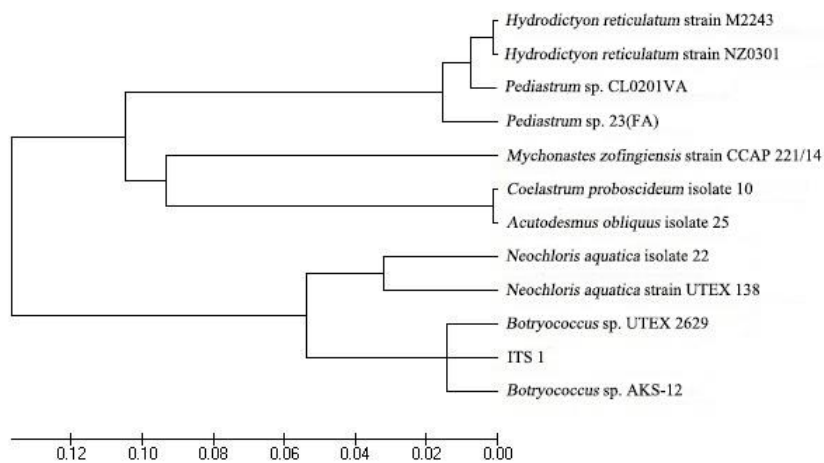 Hydrodictyon reticulatum strain M2243
Hydrodictyon reticulatum strain NZ0301
Pediastrum sp. CL0201VA
Pediastrum sp. 23(FA)
Mychonastes zofingiensis strain CCAP 221/14
Coelastrum proboscideum isolate 10
Acutodesmus obliquus isolate 25
Neochloris aquatica isolate 22
Neochloris aquatica strain UTEX 138
Botryococcus sp. UTEX 2629
ITS 1
Botryococcus sp. AKS-12
0.12 0.10 0.08 0.06 0.04 0.02 0.00